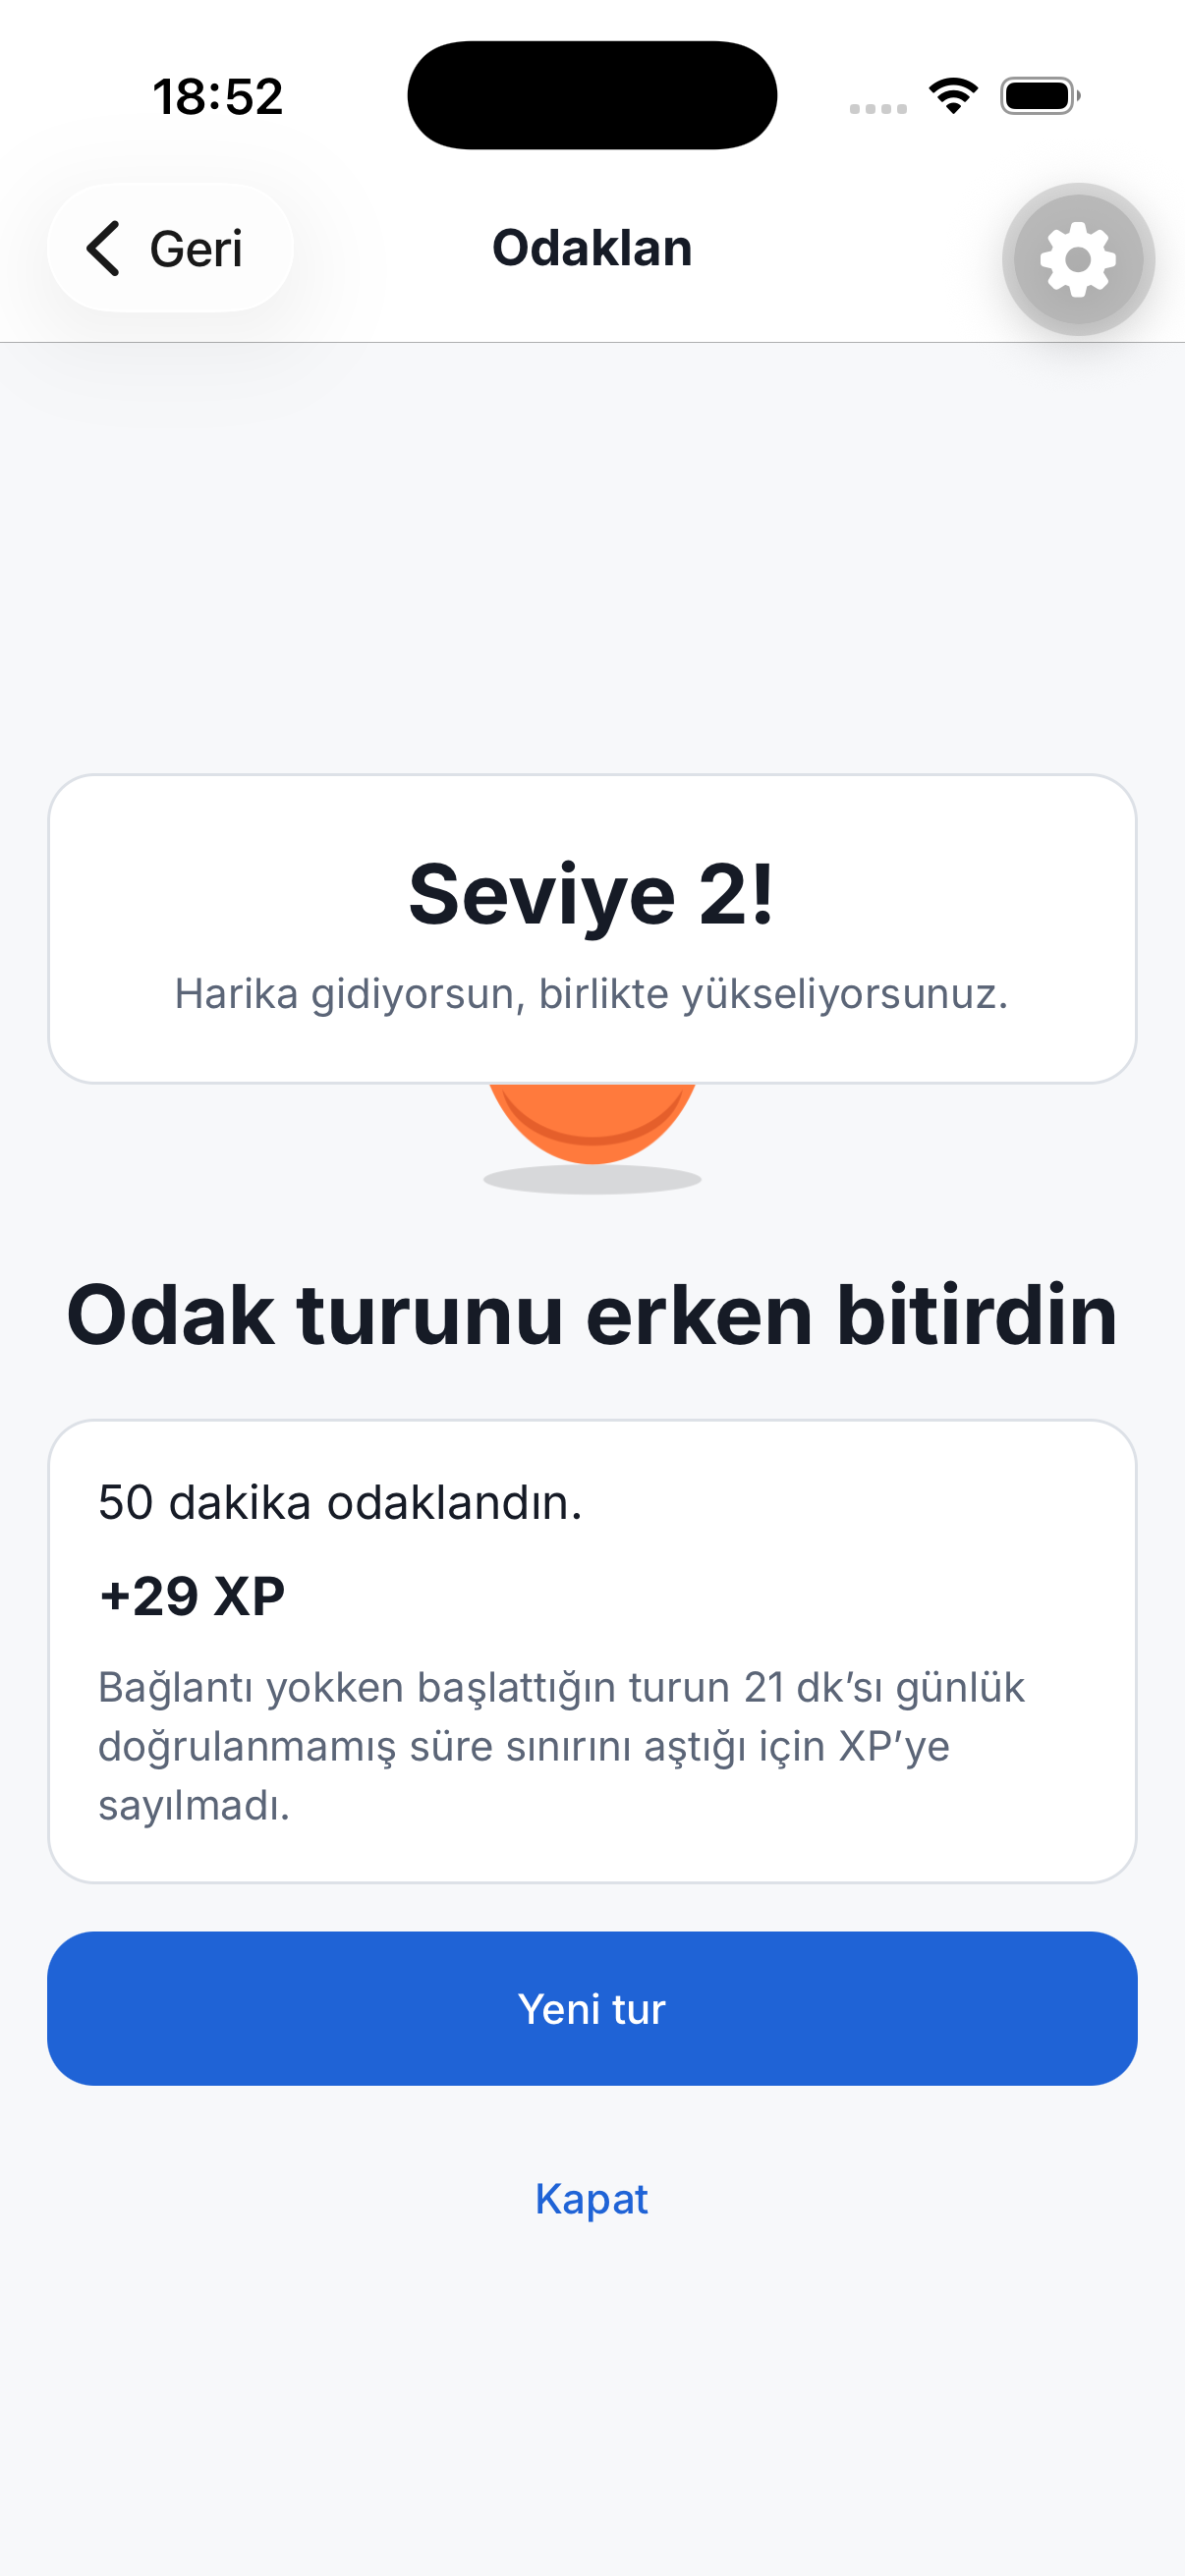 18:52
Geri
Odaklan
Seviye 2!
Harika gidiyorsun, birlikte yükseliyorsunuz.
Odak turunu erken bitirdin
50 dakika odaklandın.
+29 XP
Bağlantı yokken başlattığın turun 21 dk’sı günlük
doğrulanmamış süre sınırını aştığı için XP’ye
sayılmadı.
Yeni tur
Kapat